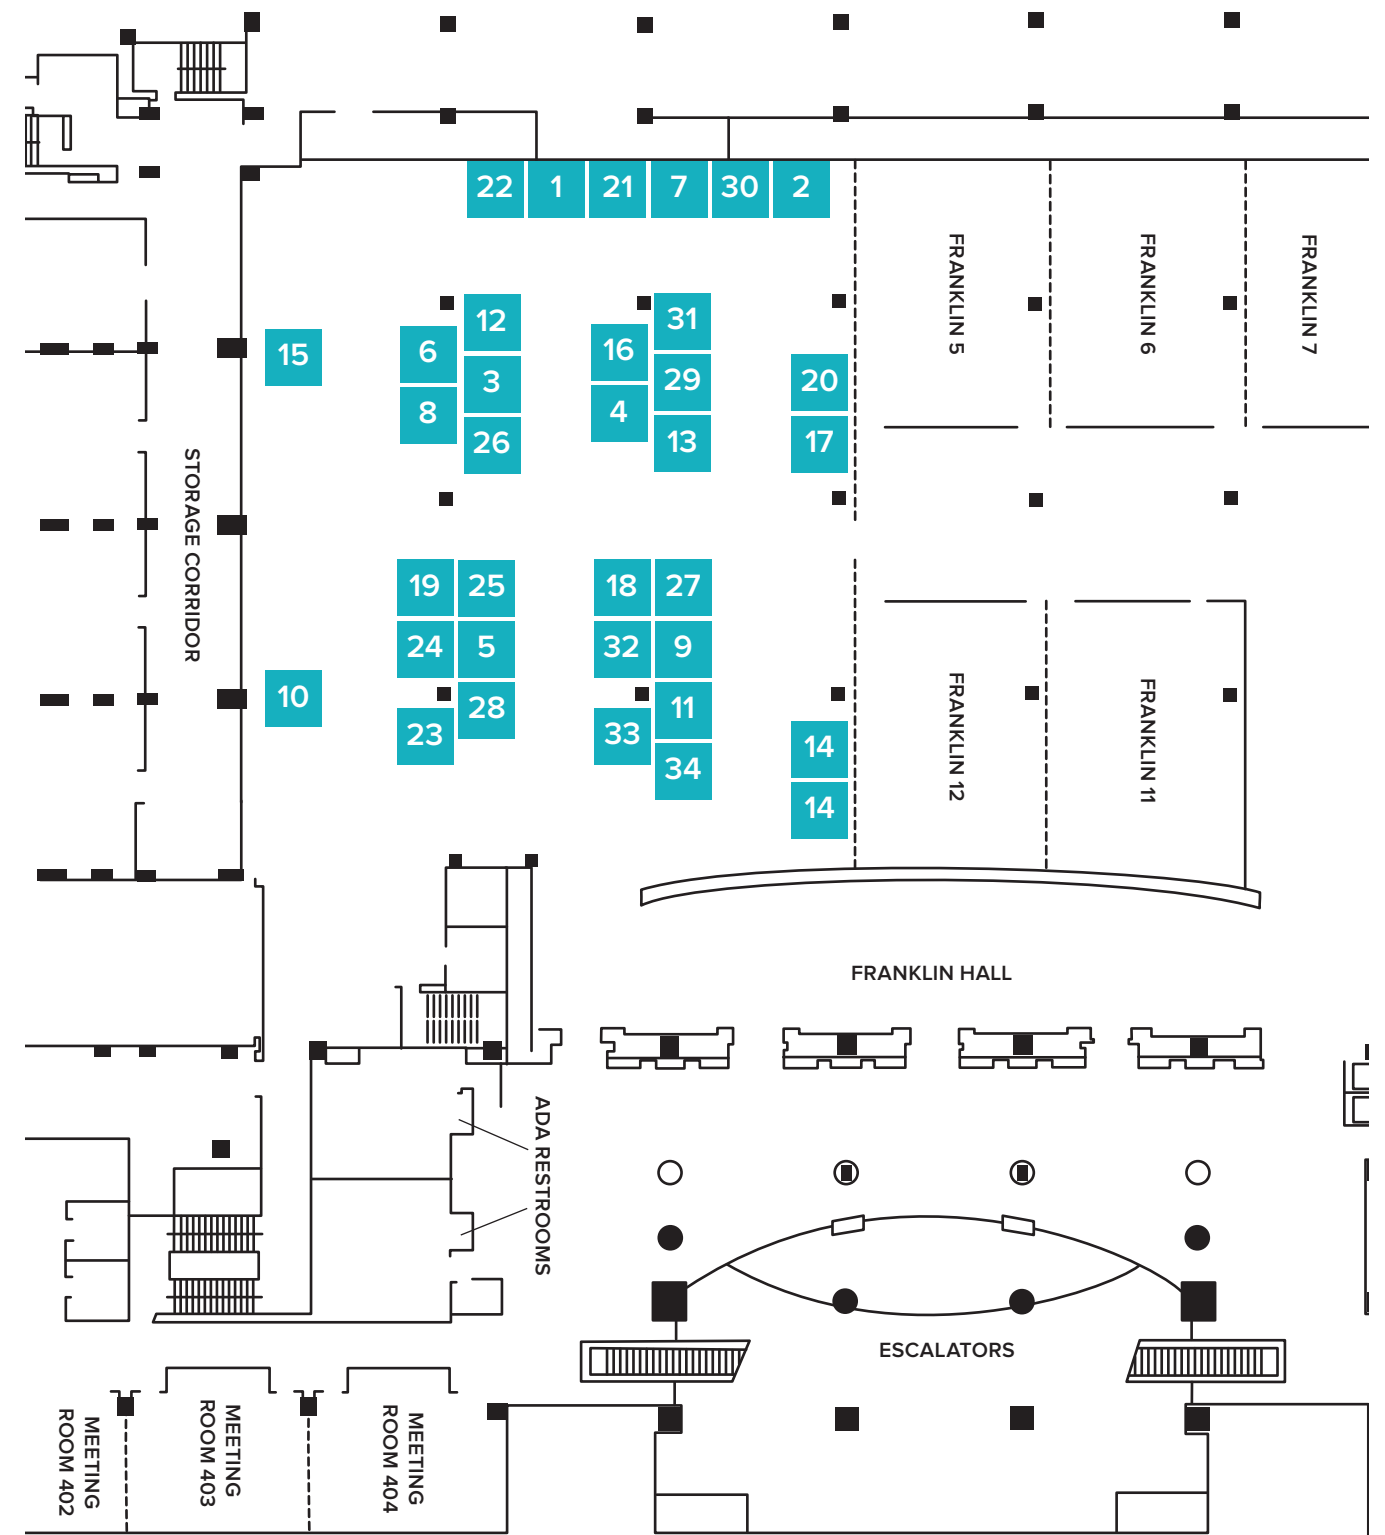 22 1 21 7 30 2
FRANKLIN 5
FRANKLIN 6
FRANKLIN 7
12
31
6
16
15
3
29
20
8
4
26
13
17
STORAGE CORRIDOR
19 25
18 27
24 5
32 9
10
28
11
23
33
14
34
14
FRANKLIN 12
FRANKLIN 11
FRANKLIN HALL
ADA RESTROOMS
ESCALATORS
MEETING
ROOM 402
MEETING
ROOM 403
MEETING
ROOM 404